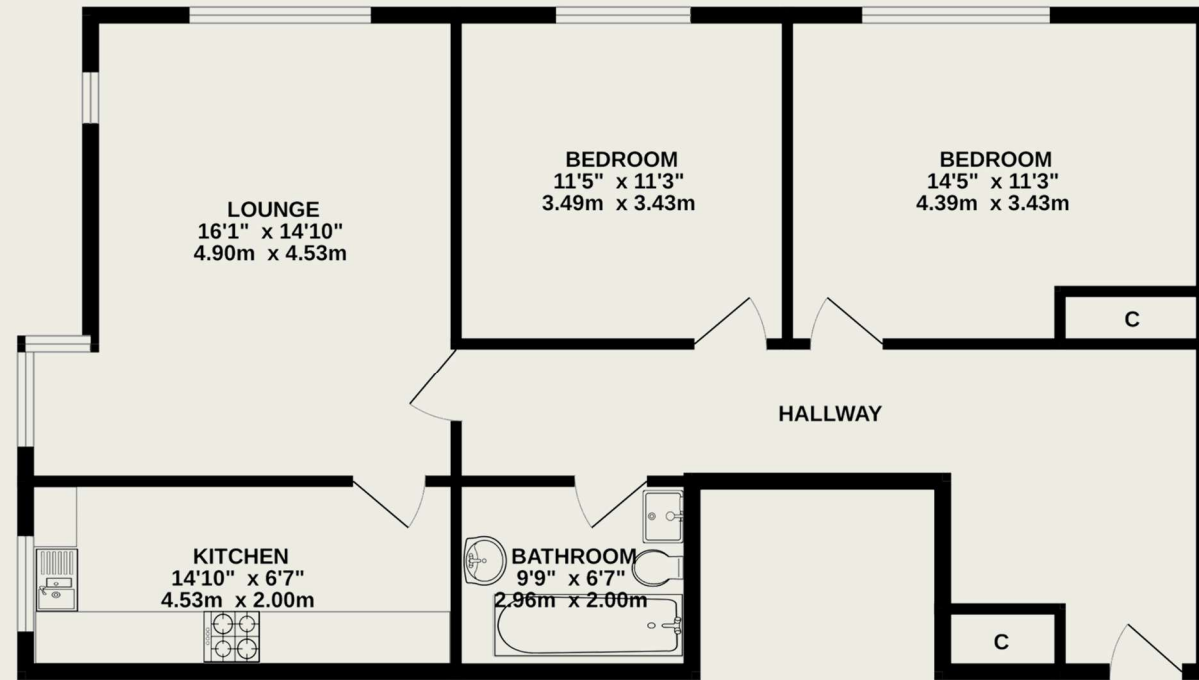 BEDROOM
11'5" x 11'3"
3.49m x 3.43m
BEDROOM
14'5" x 11'3"
4.39m x 3.43m
LOUNGE
16'1" x 14'10"
4.90m x 4.53m
C
HALLWAY
KITCHEN
14'10" x 6'7"
4.53m x 2.00m
BATHROOM
9'9" x 6'7"
2.96m x 2.00m
C